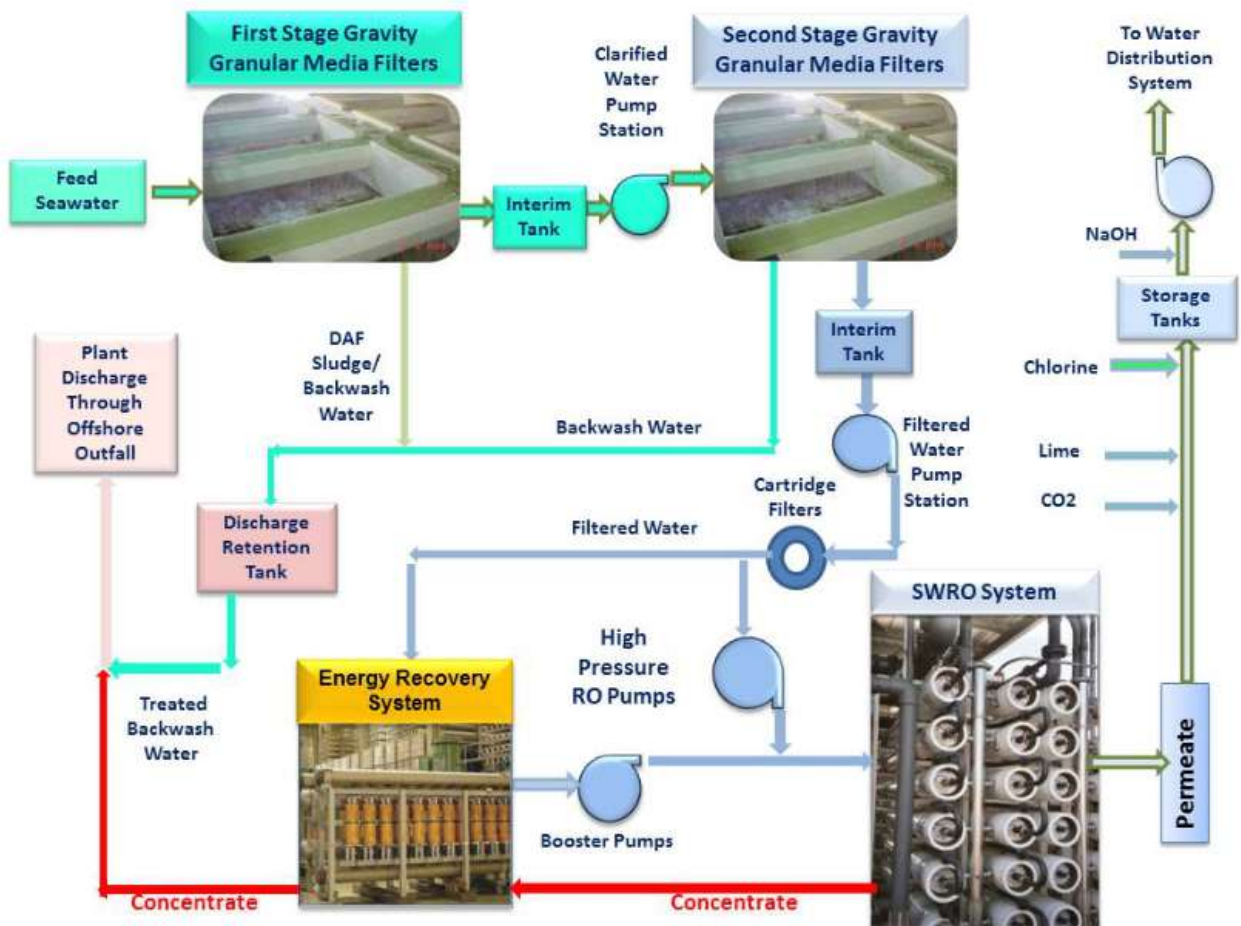 First Stage Gravity
Granular Media Filters
Clarified
Water
Pump
Station
Second Stage Gravity
Granular Media Filters
To Water
Distribution
System
Feed
Seawater
Interim
Tank
NaOH
Storage
Tanks
Plant
Discharge
Through
Offshore
Outfall
DAF
Sludge/
Backwash
Water
Interim
Tank
Chlorine
Backwash Water
Filtered
Water
Pump
Station
Lime
CO2
Cartridge
Filters
Discharge
Retention
Tank
Filtered Water
SWRO System
High
Pressure
RO Pumps
Energy Recovery
System
Treated
Backwash
Water
Permeate
Booster Pumps
Concentrate
Concentrate